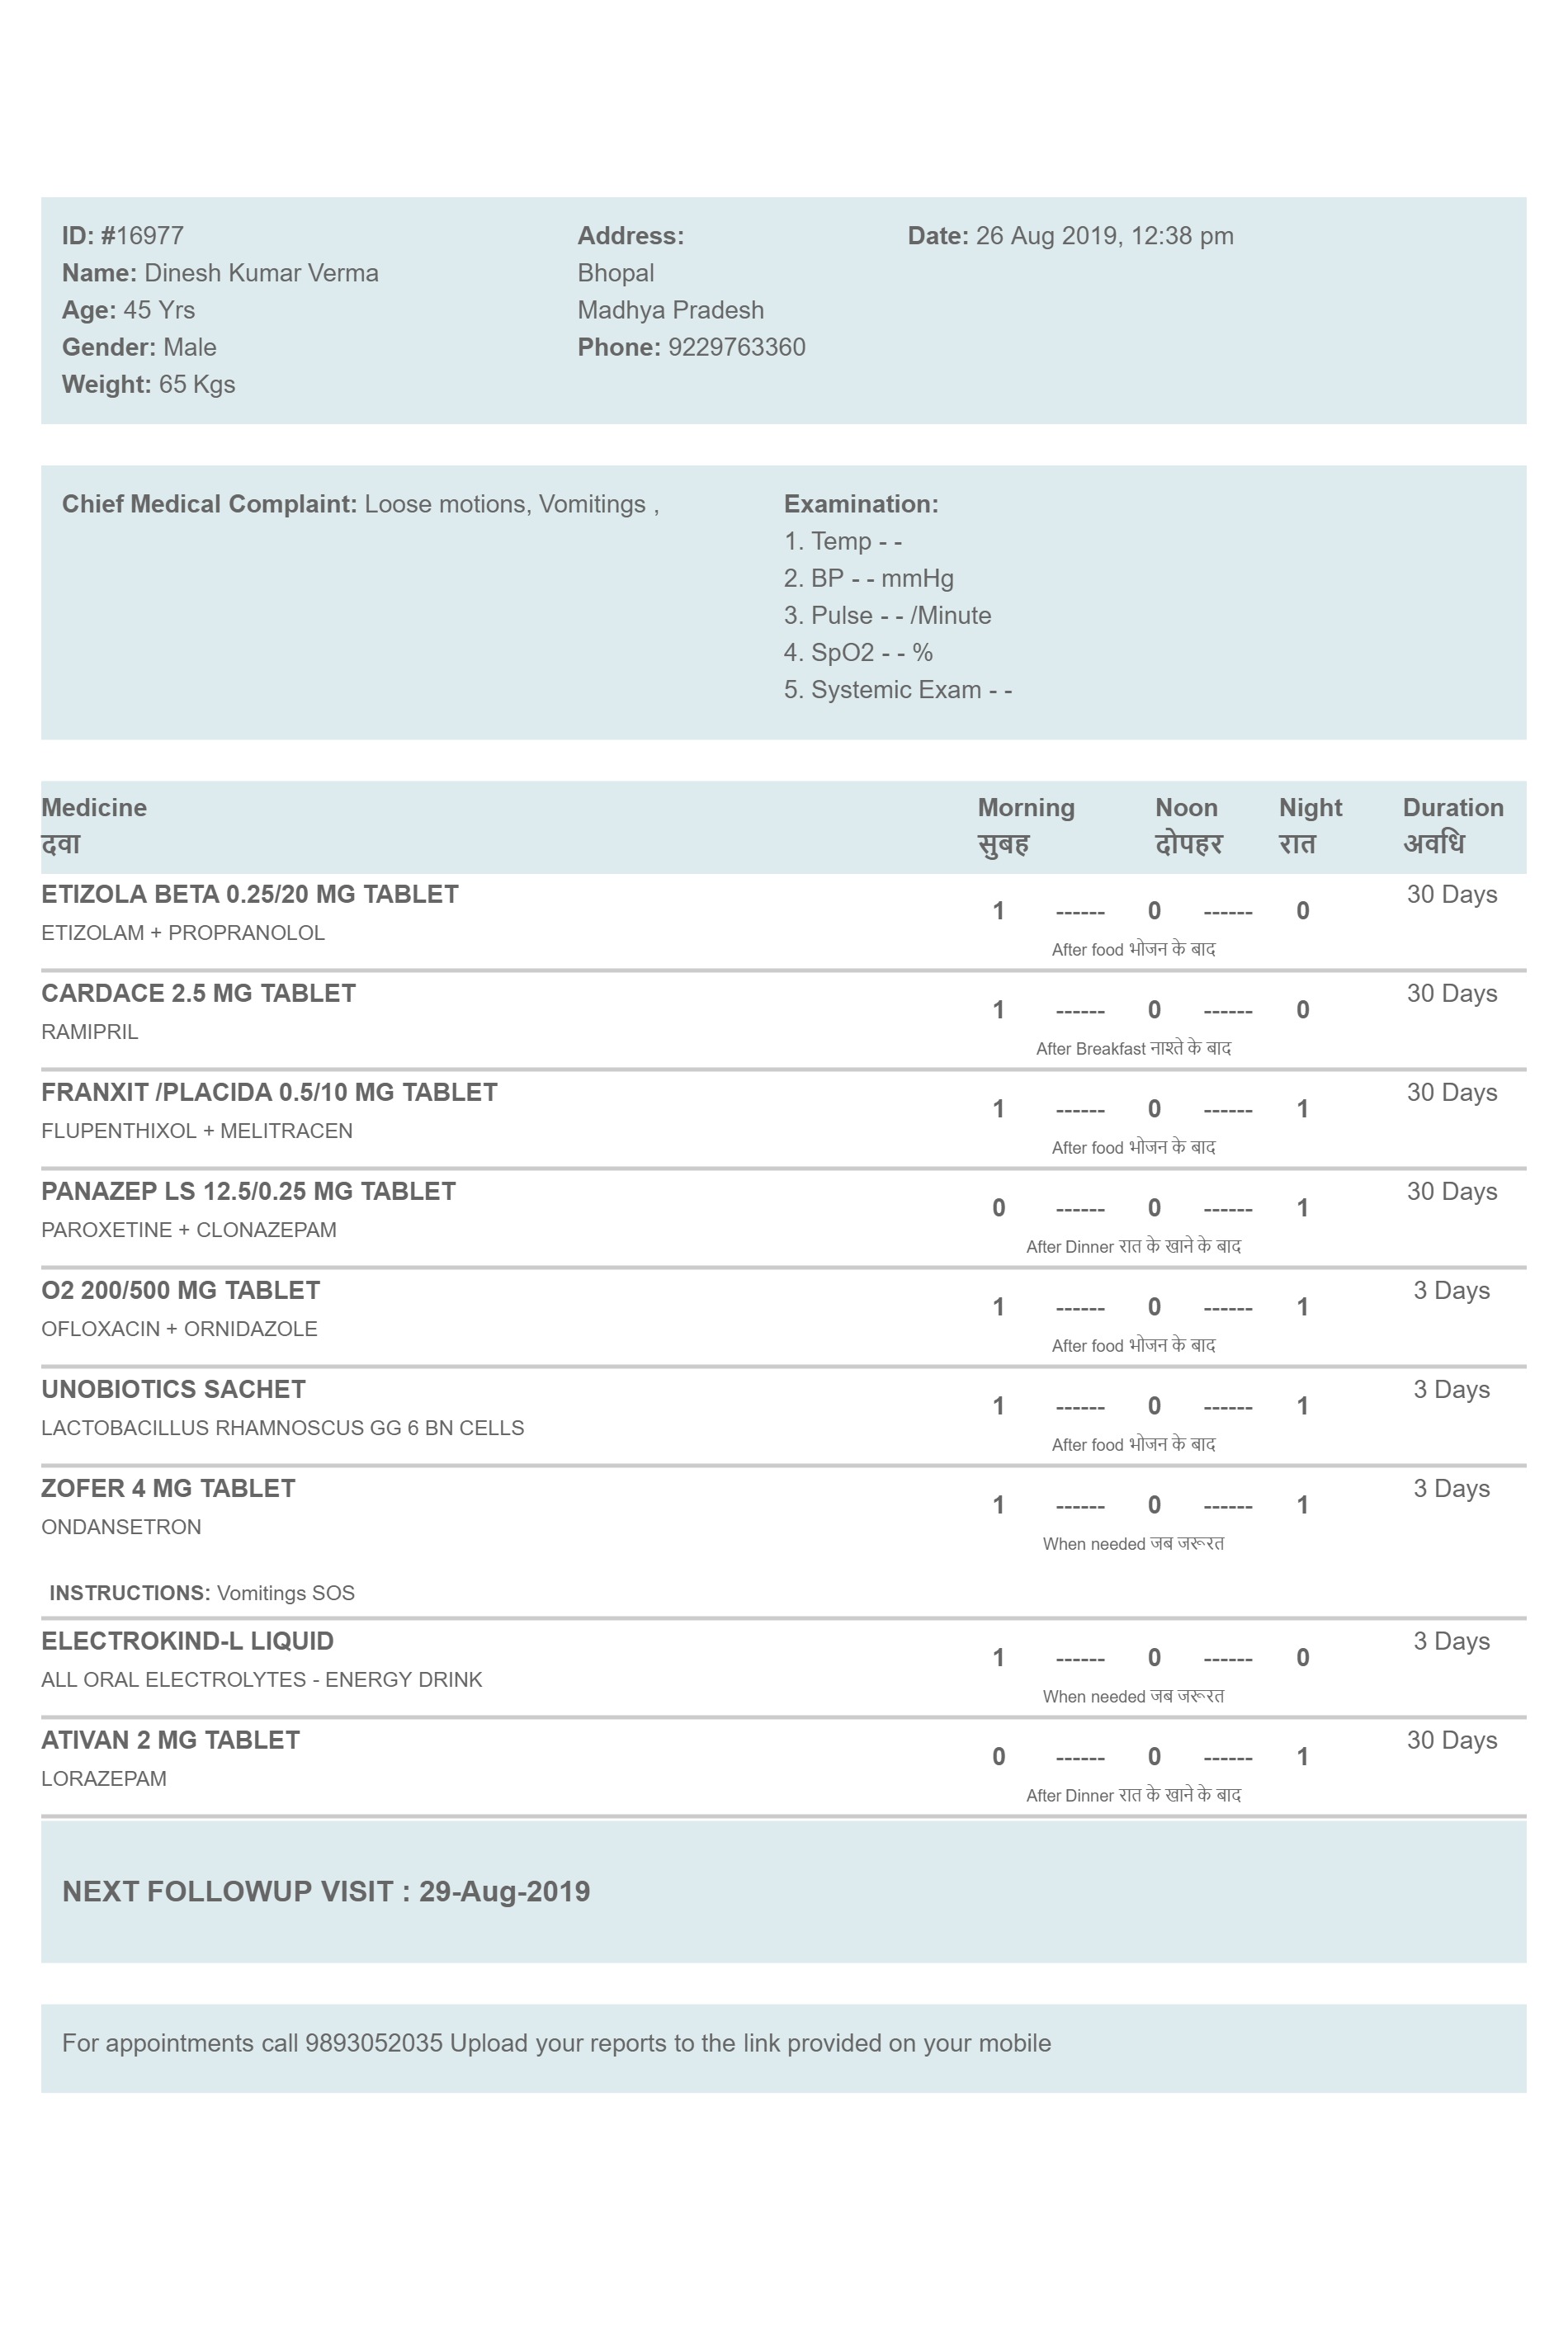 ID: #16977
Name: Dinesh Kumar Verma
Age: 45 Yrs
Gender: Male
Weight: 65 Kgs
Address:
Bhopal
Madhya Pradesh
Phone: 9229763360
Date: 26 Aug 2019, 12:38 pm
Chief Medical Complaint: Loose motions, Vomitings ,
Examination:
1. Temp - -
2. BP - - mmHg
3. Pulse - - /Minute
4. SpO2 - - %
5. Systemic Exam - -
Medicine Morning Noon Night Duration
दवा सुबह दोपहर रात अवधि
ETIZOLA BETA 0.25/20 MG TABLET 30 Days
1 ------ 0 ------ 0
ETIZOLAM + PROPRANOLOL
After food भोजन के बाद
CARDACE 2.5 MG TABLET 30 Days
1 ------ 0 ------ 0
RAMIPRIL
After Breakfast नाश्ते के बाद
FRANXIT /PLACIDA 0.5/10 MG TABLET 30 Days
1 ------ 0 ------ 1
FLUPENTHIXOL + MELITRACEN
After food भोजन के बाद
PANAZEP LS 12.5/0.25 MG TABLET 30 Days
0 ------ 0 ------ 1
PAROXETINE + CLONAZEPAM
After Dinner रात के खाने के बाद
O2 200/500 MG TABLET 3 Days
1 ------ 0 ------ 1
OFLOXACIN + ORNIDAZOLE
After food भोजन के बाद
UNOBIOTICS SACHET 3 Days
1 ------ 0 ------ 1
LACTOBACILLUS RHAMNOSCUS GG 6 BN CELLS
After food भोजन के बाद
ZOFER 4 MG TABLET 3 Days
1 ------ 0 ------ 1
ONDANSETRON
When needed जब जरूरत
INSTRUCTIONS: Vomitings SOS
ELECTROKIND-L LIQUID 3 Days
1 ------ 0 ------ 0
ALL ORAL ELECTROLYTES - ENERGY DRINK
When needed जब जरूरत
ATIVAN 2 MG TABLET 30 Days
0 ------ 0 ------ 1
LORAZEPAM
After Dinner रात के खाने के बाद
NEXT FOLLOWUP VISIT : 29-Aug-2019
For appointments call 9893052035 Upload your reports to the link provided on your mobile